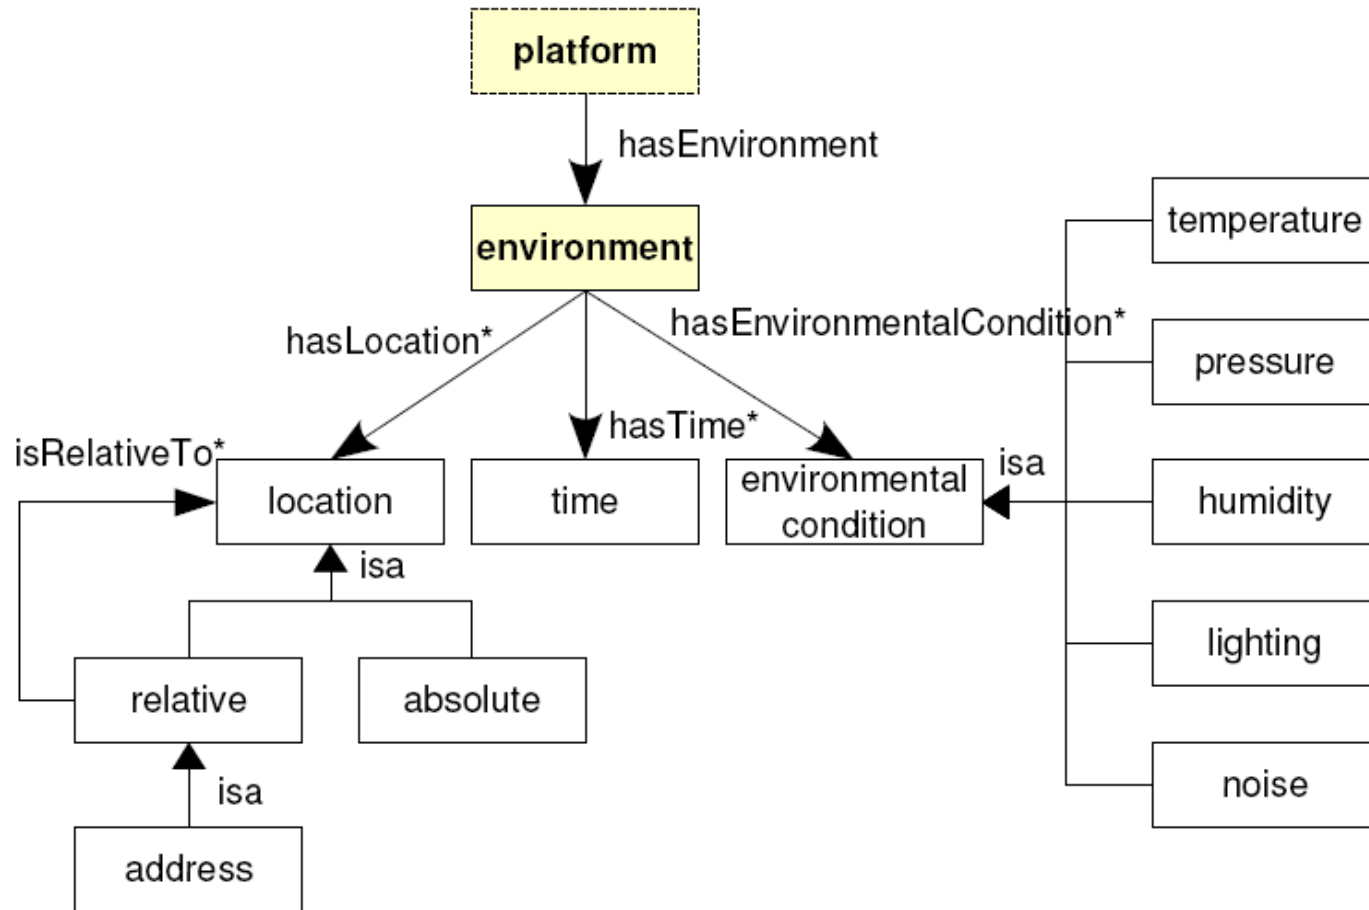 platform
hasEnvironment
environment
temperature
hasLocation*
hasEnvironmentalCondition*
pressure
isRelativeTo*
hasTime*
location
time
environmental
condition
isa
humidity
isa
relative
absolute
lighting
isa
noise
address